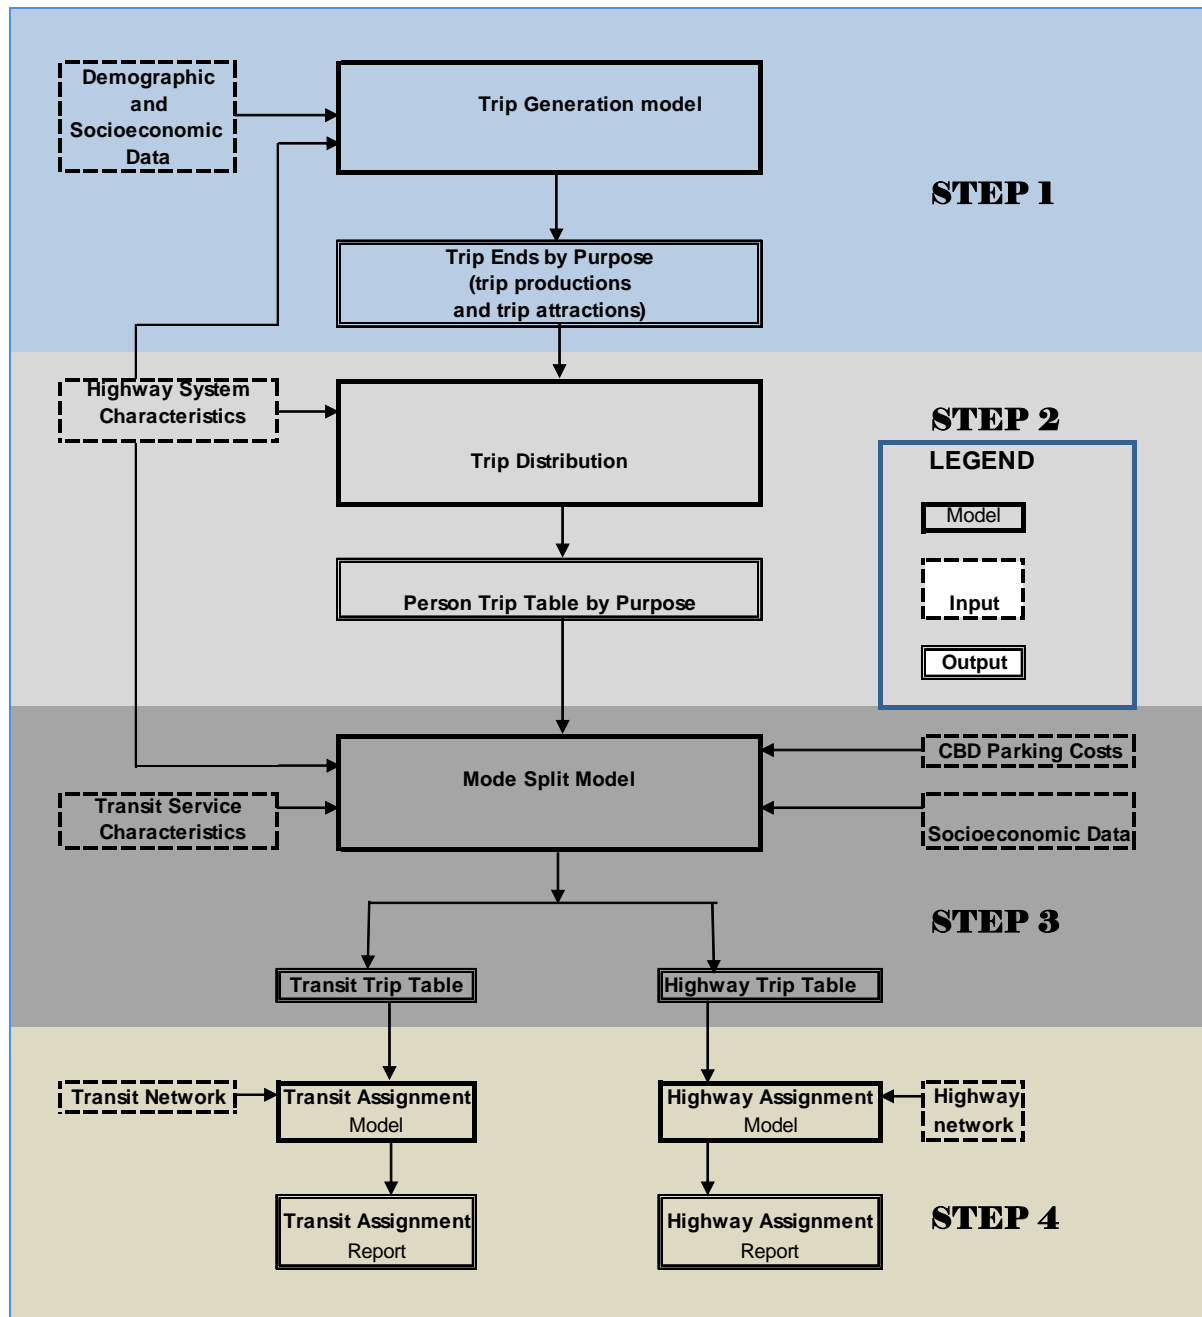 Demographic
and
Socioeconomic
Data
Trip Generation model
STEP 1
Trip Ends by Purpose
(trip productions
and trip attractions)
Highway System
Characteristics
Trip Distribution
STEP 2
LEGEND
Model
Input
Output
Person Trip Table by Purpose
Mode Split Model
CBD Parking Costs
Transit Service
Characteristics
Socioeconomic Data
STEP 3
Transit Trip Table
Highway Trip Table
Transit Network
Transit Assignment
Model
Highway Assignment
Model
Highway
network
Transit Assignment
Report
Highway Assignment
Report
STEP 4